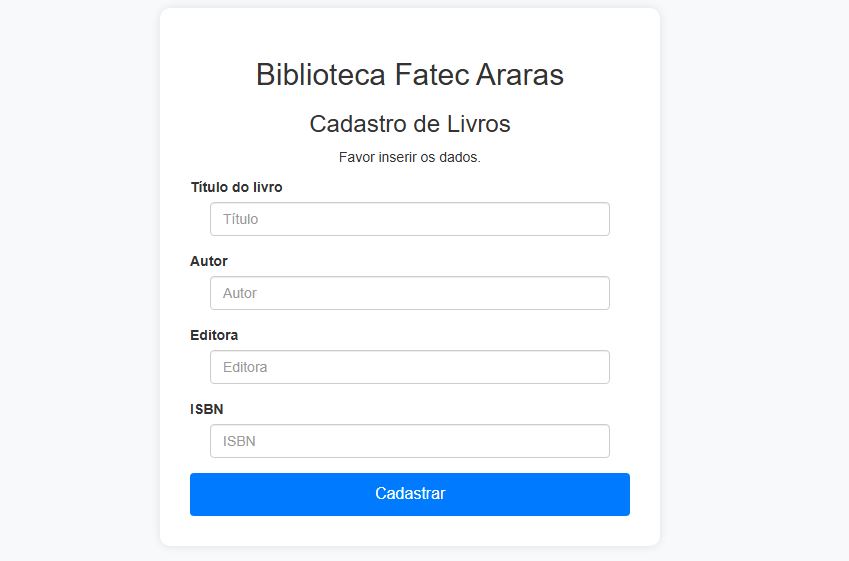 Biblioteca Fatec Araras
Cadastro de Livros
Favor inserir os dados.
Título do livro
Título
Autor
Autor
Editora
Editora
ISBN
ISBN
Cadastrar